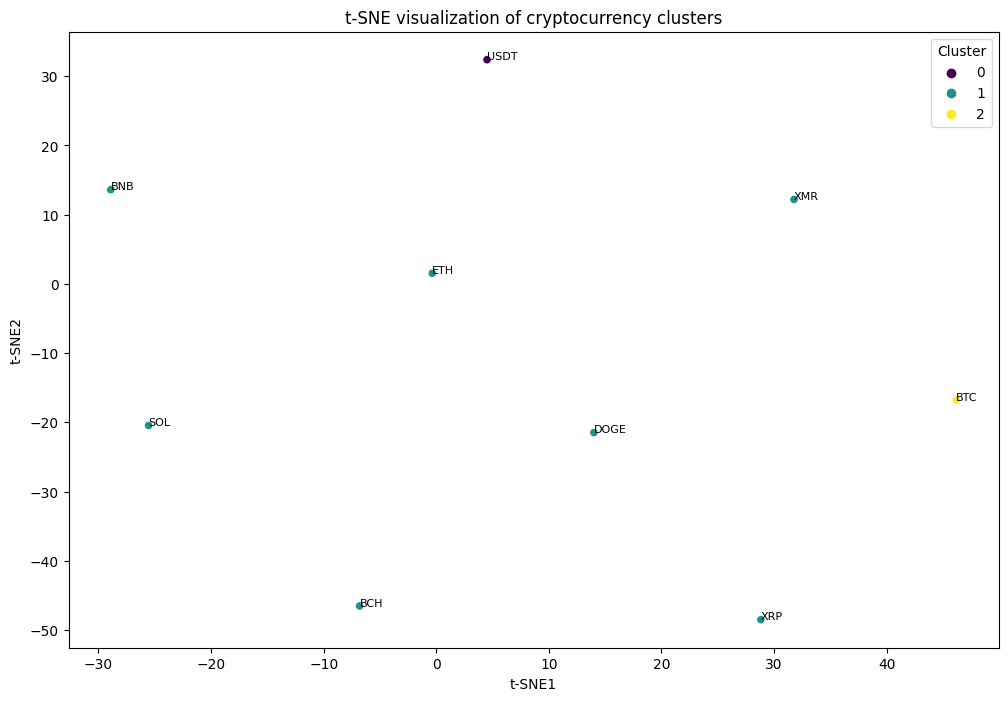 t-SNE visualization of cryptocurrency clusters
Cluster
0
1
2
USDT
BNB
XMR
ETH
BTC
SOL
DOGE
BCH
XRP
t-SNE2
30
20
10
0
−10
−20
−30
−40
−50
−30
−20
−10
0
10
20
30
40
t-SNE1